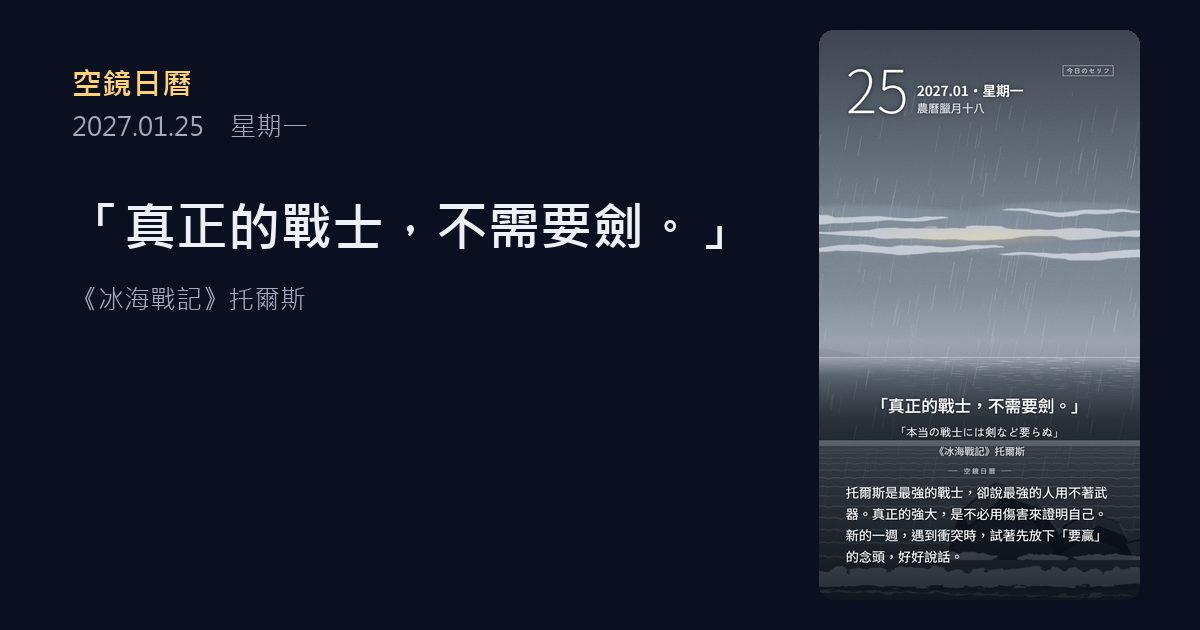 空鏡日曆
2027.01.25 星期一
「真正的戰士，不需要劍。」
《冰海戰記》托爾斯
今日のセリフ
25
2027.01・星期一
農曆臘月十八
「真正的戰士，不需要劍。」
「本当の戦士には剣など要らぬ」
《冰海戰記》托爾斯
— 空鏡日曆 —
托爾斯是最強的戰士，卻說最強的人用不著武
器。真正的強大，是不必用傷害來證明自己。
新的一週，遇到衝突時，試著先放下「要贏」
的念頭，好好說話。